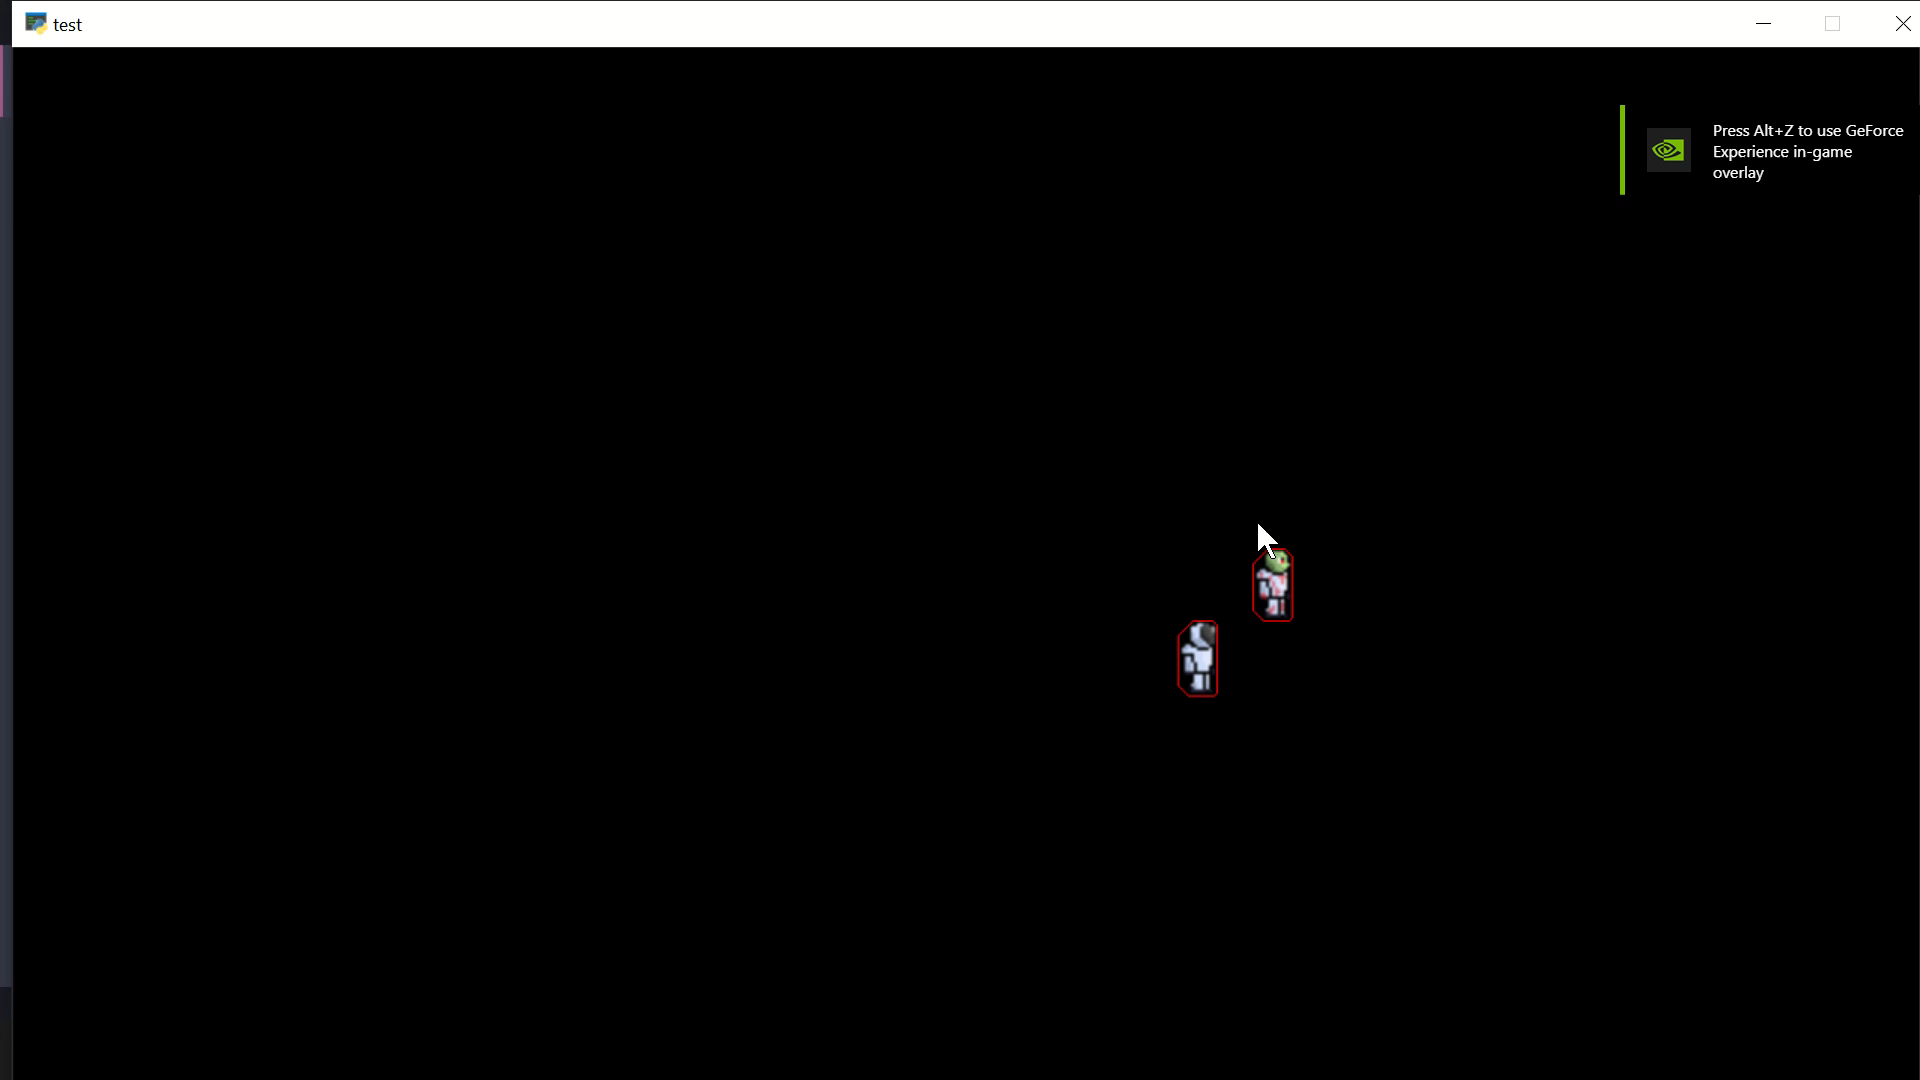 test
Press Alt+Z to use GeForce
Experience in-game
overlay